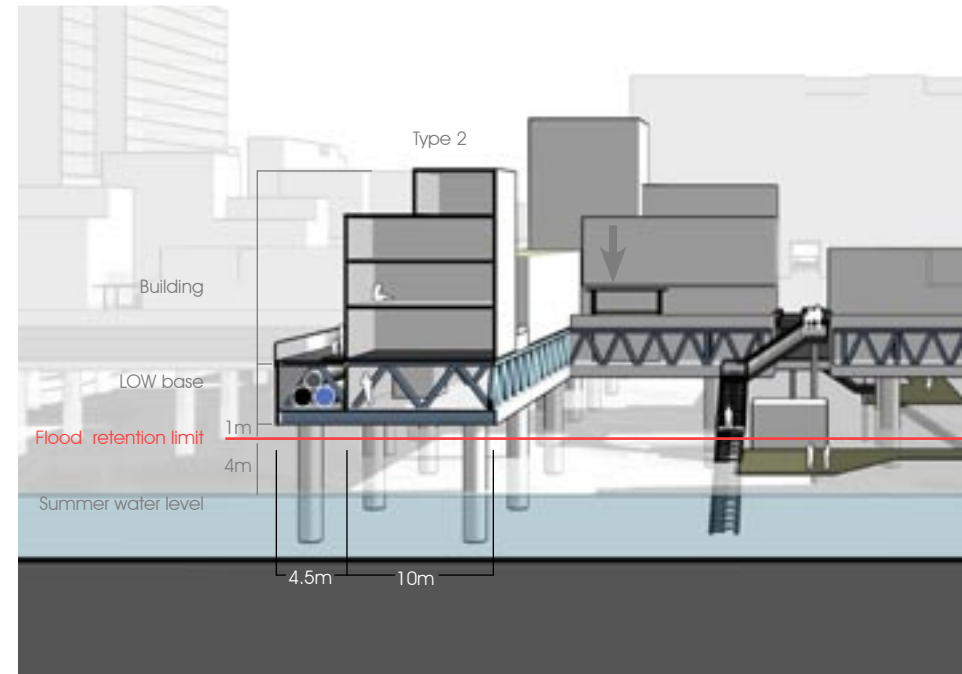 Type 2
Building
LOW base
1m
Flood retention limit
4m
Summer water level
4.5m
10m